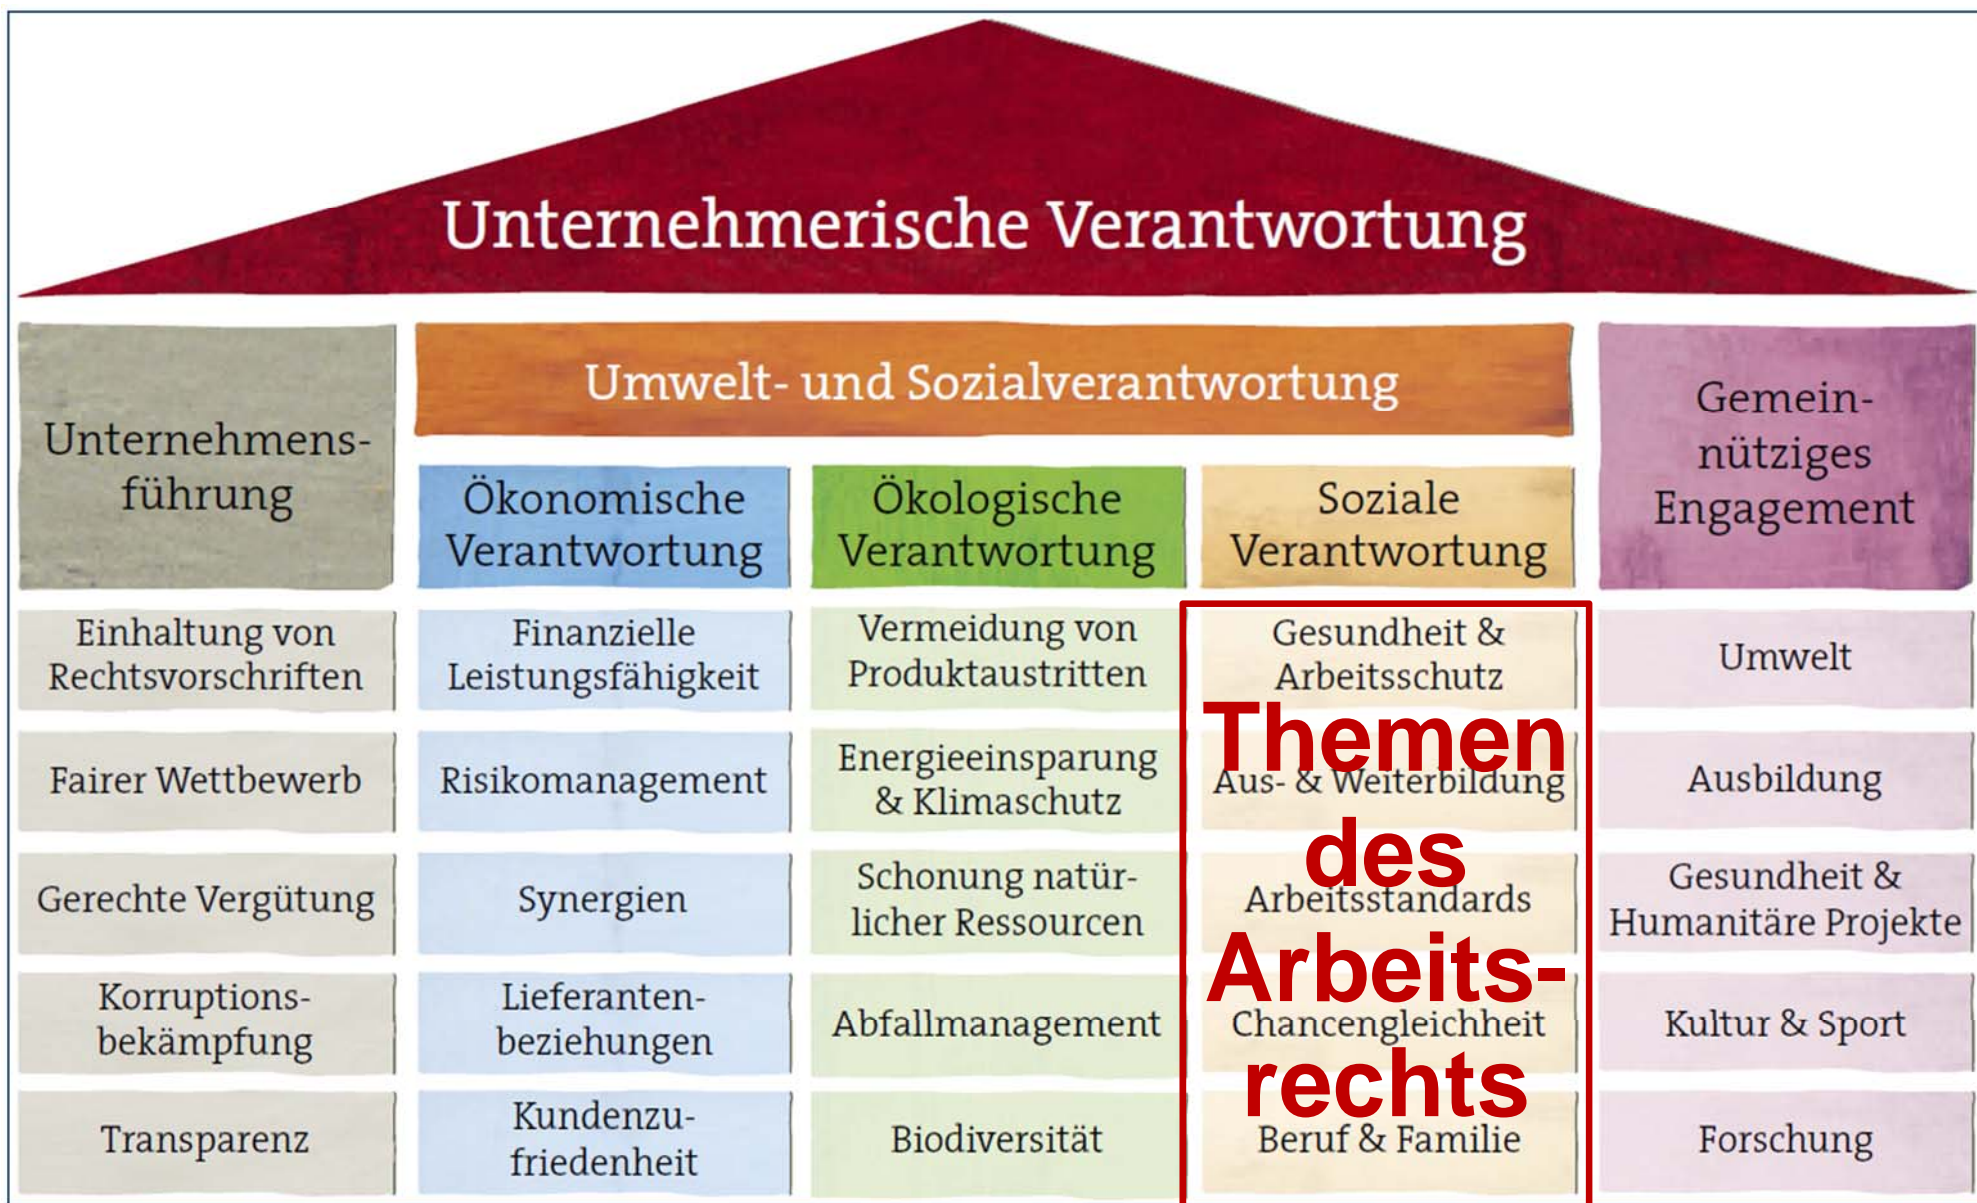 Unternehmerische Verantwortung
Unternehmens-
führung
Einhaltung von
Rechtsvorschriften
Fairer Wettbewerb
Gerechte Vergütung
Korruptions-
bekämpfung
Transparenz
Umwelt- und Sozialverantwortung
Ökonomische
Verantwortung
Finanzielle
Leistungsfähigkeit
Risikomanagement
Synergien
Lieferanten-
beziehungen
Kundenzu-
friedenheit
Ökologische
Verantwortung
Vermeidung von
Produktaustritten
Energieeinsparung
& Klimaschutz
Schonung natür-
licher Ressourcen
Abfallmanagement
Biodiversität
Soziale
Verantwortung
Gesundheit &
Arbeitsschutz
Aus- & Weiterbildung
Arbeitsstandards
Chancengleichheit
Beruf & Familie
Themen
des
Arbeits-
rechts
Gemein-
nütziges
Engagement
Umwelt
Ausbildung
Gesundheit &
Humanitäre Projekte
Kultur & Sport
Forschung